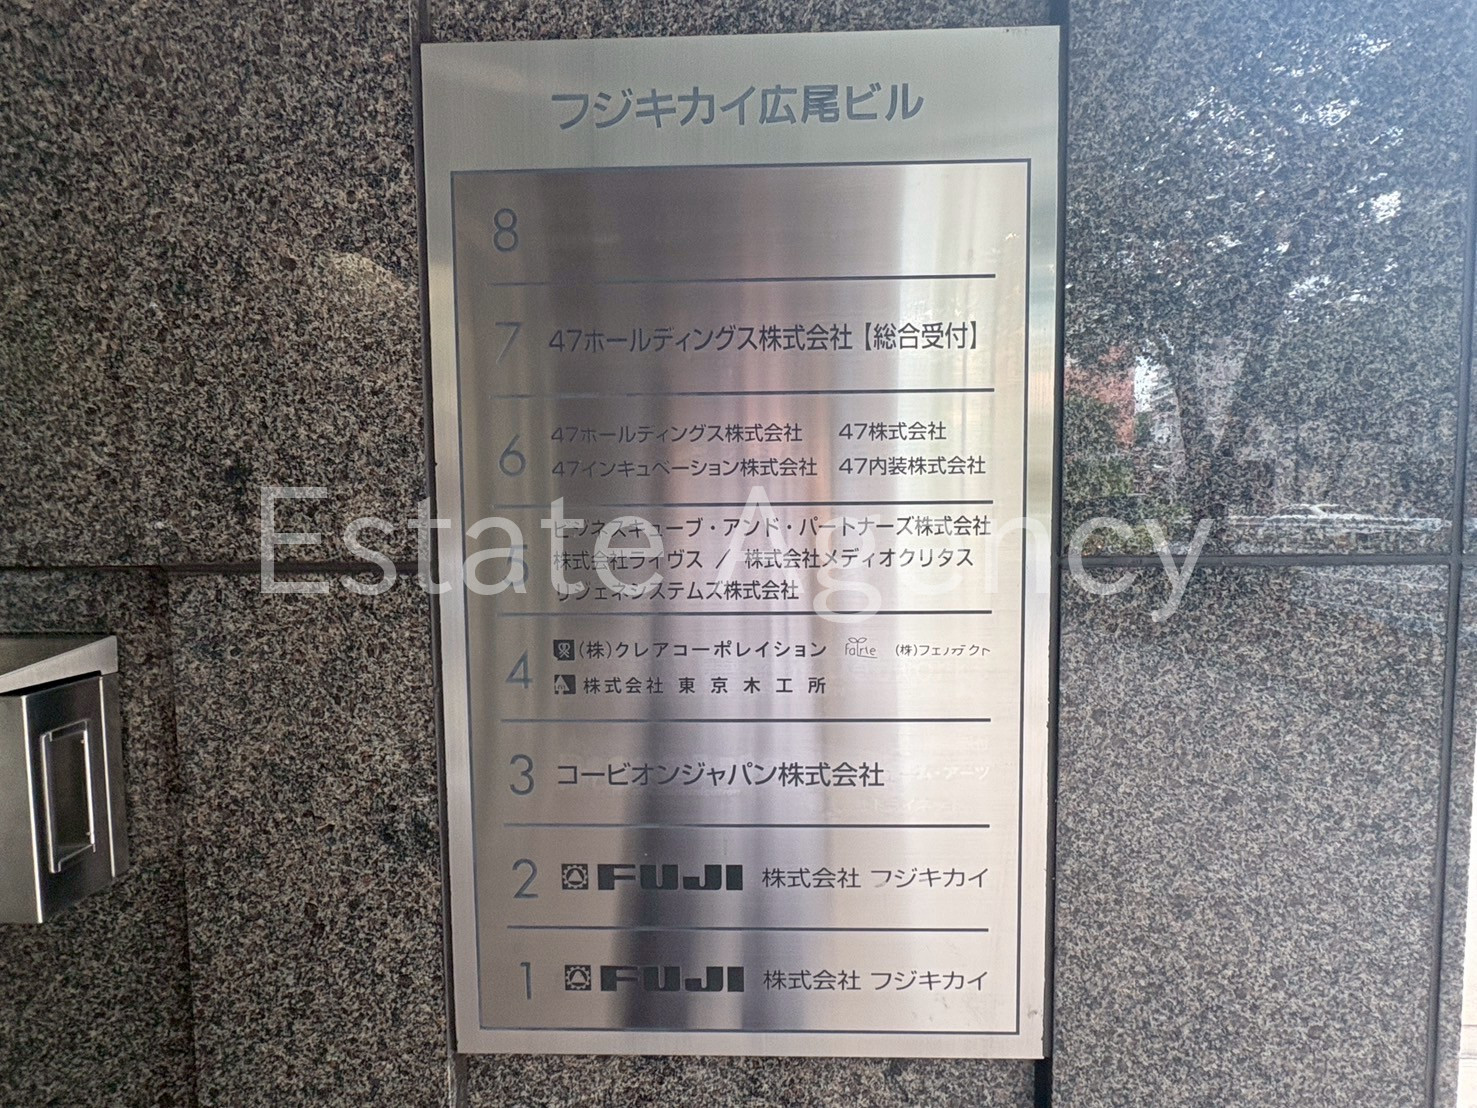 フジキカイ広尾ビル
8
7 47ホールディングス株式会社【総合受付】
6 47ホールディングス株式会社 47株式会社
47インキュベーション株式会社 47内装株式会社
ビジネスキューブ・アンド・パートナーズ株式会社
5 株式会社ライヴス / 株式会社メディオクリタス
リジェネシステムズ株式会社
Estate Agency
4 (株)クレアコーポレイション fairie (株)フェノゲクト
株式会社 東京木工所
3 コービオンジャパン株式会社
2 FUJI 株式会社 フジキカイ
1 FUJI 株式会社 フジキカイ